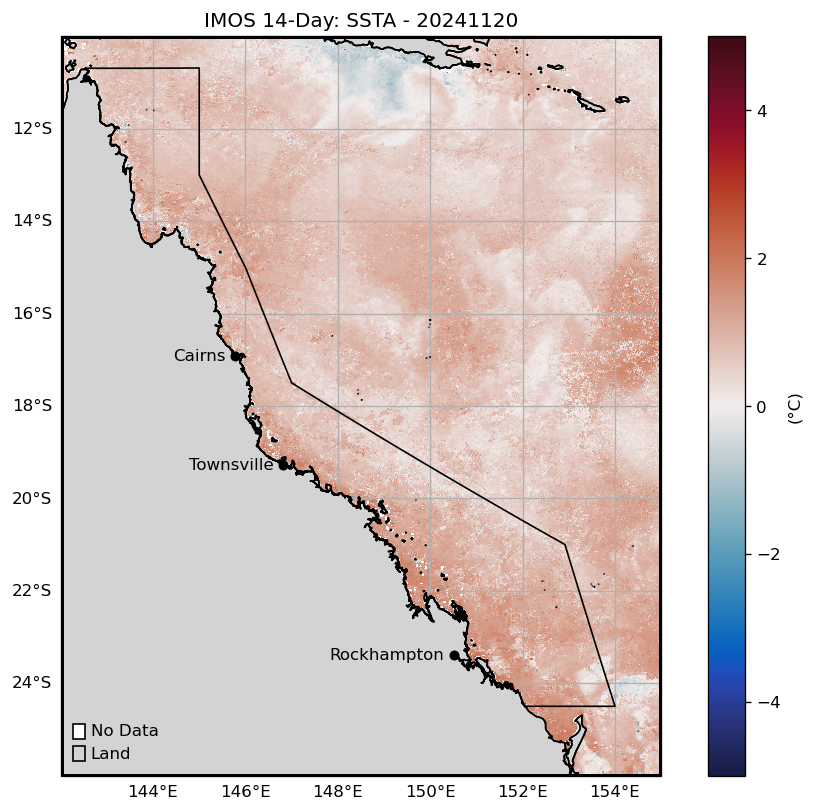 IMOS 14-Day: SSTA - 20241120
12°S
14°S
16°S
18°S
20°S
22°S
24°S
Cairns
Townsville
Rockhampton
No Data
Land
144°E
146°E
148°E
150°E
152°E
154°E
4
2
0
−2
−4
(°C)